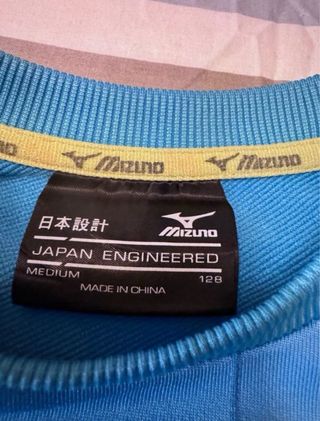 MIZUNO MIZUNO
日本設計 MIZUNO
JAPAN ENGINEERED
MEDIUM 128
MADE IN CHINA